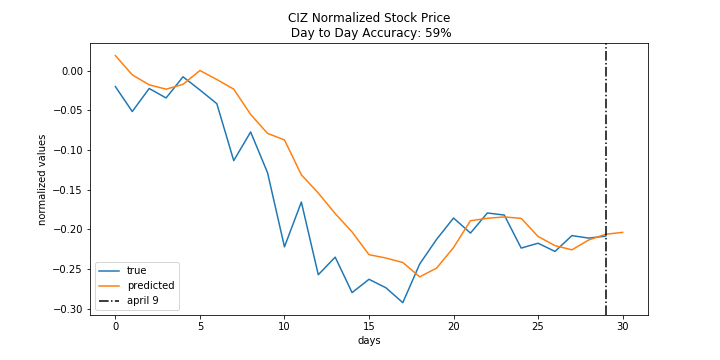 CIZ Normalized Stock Price
Day to Day Accuracy: 59%
normalized values
0.00
−0.05
−0.10
−0.15
−0.20
−0.25
−0.30
true
predicted
april 9
0 5 10 15 20 25 30
days